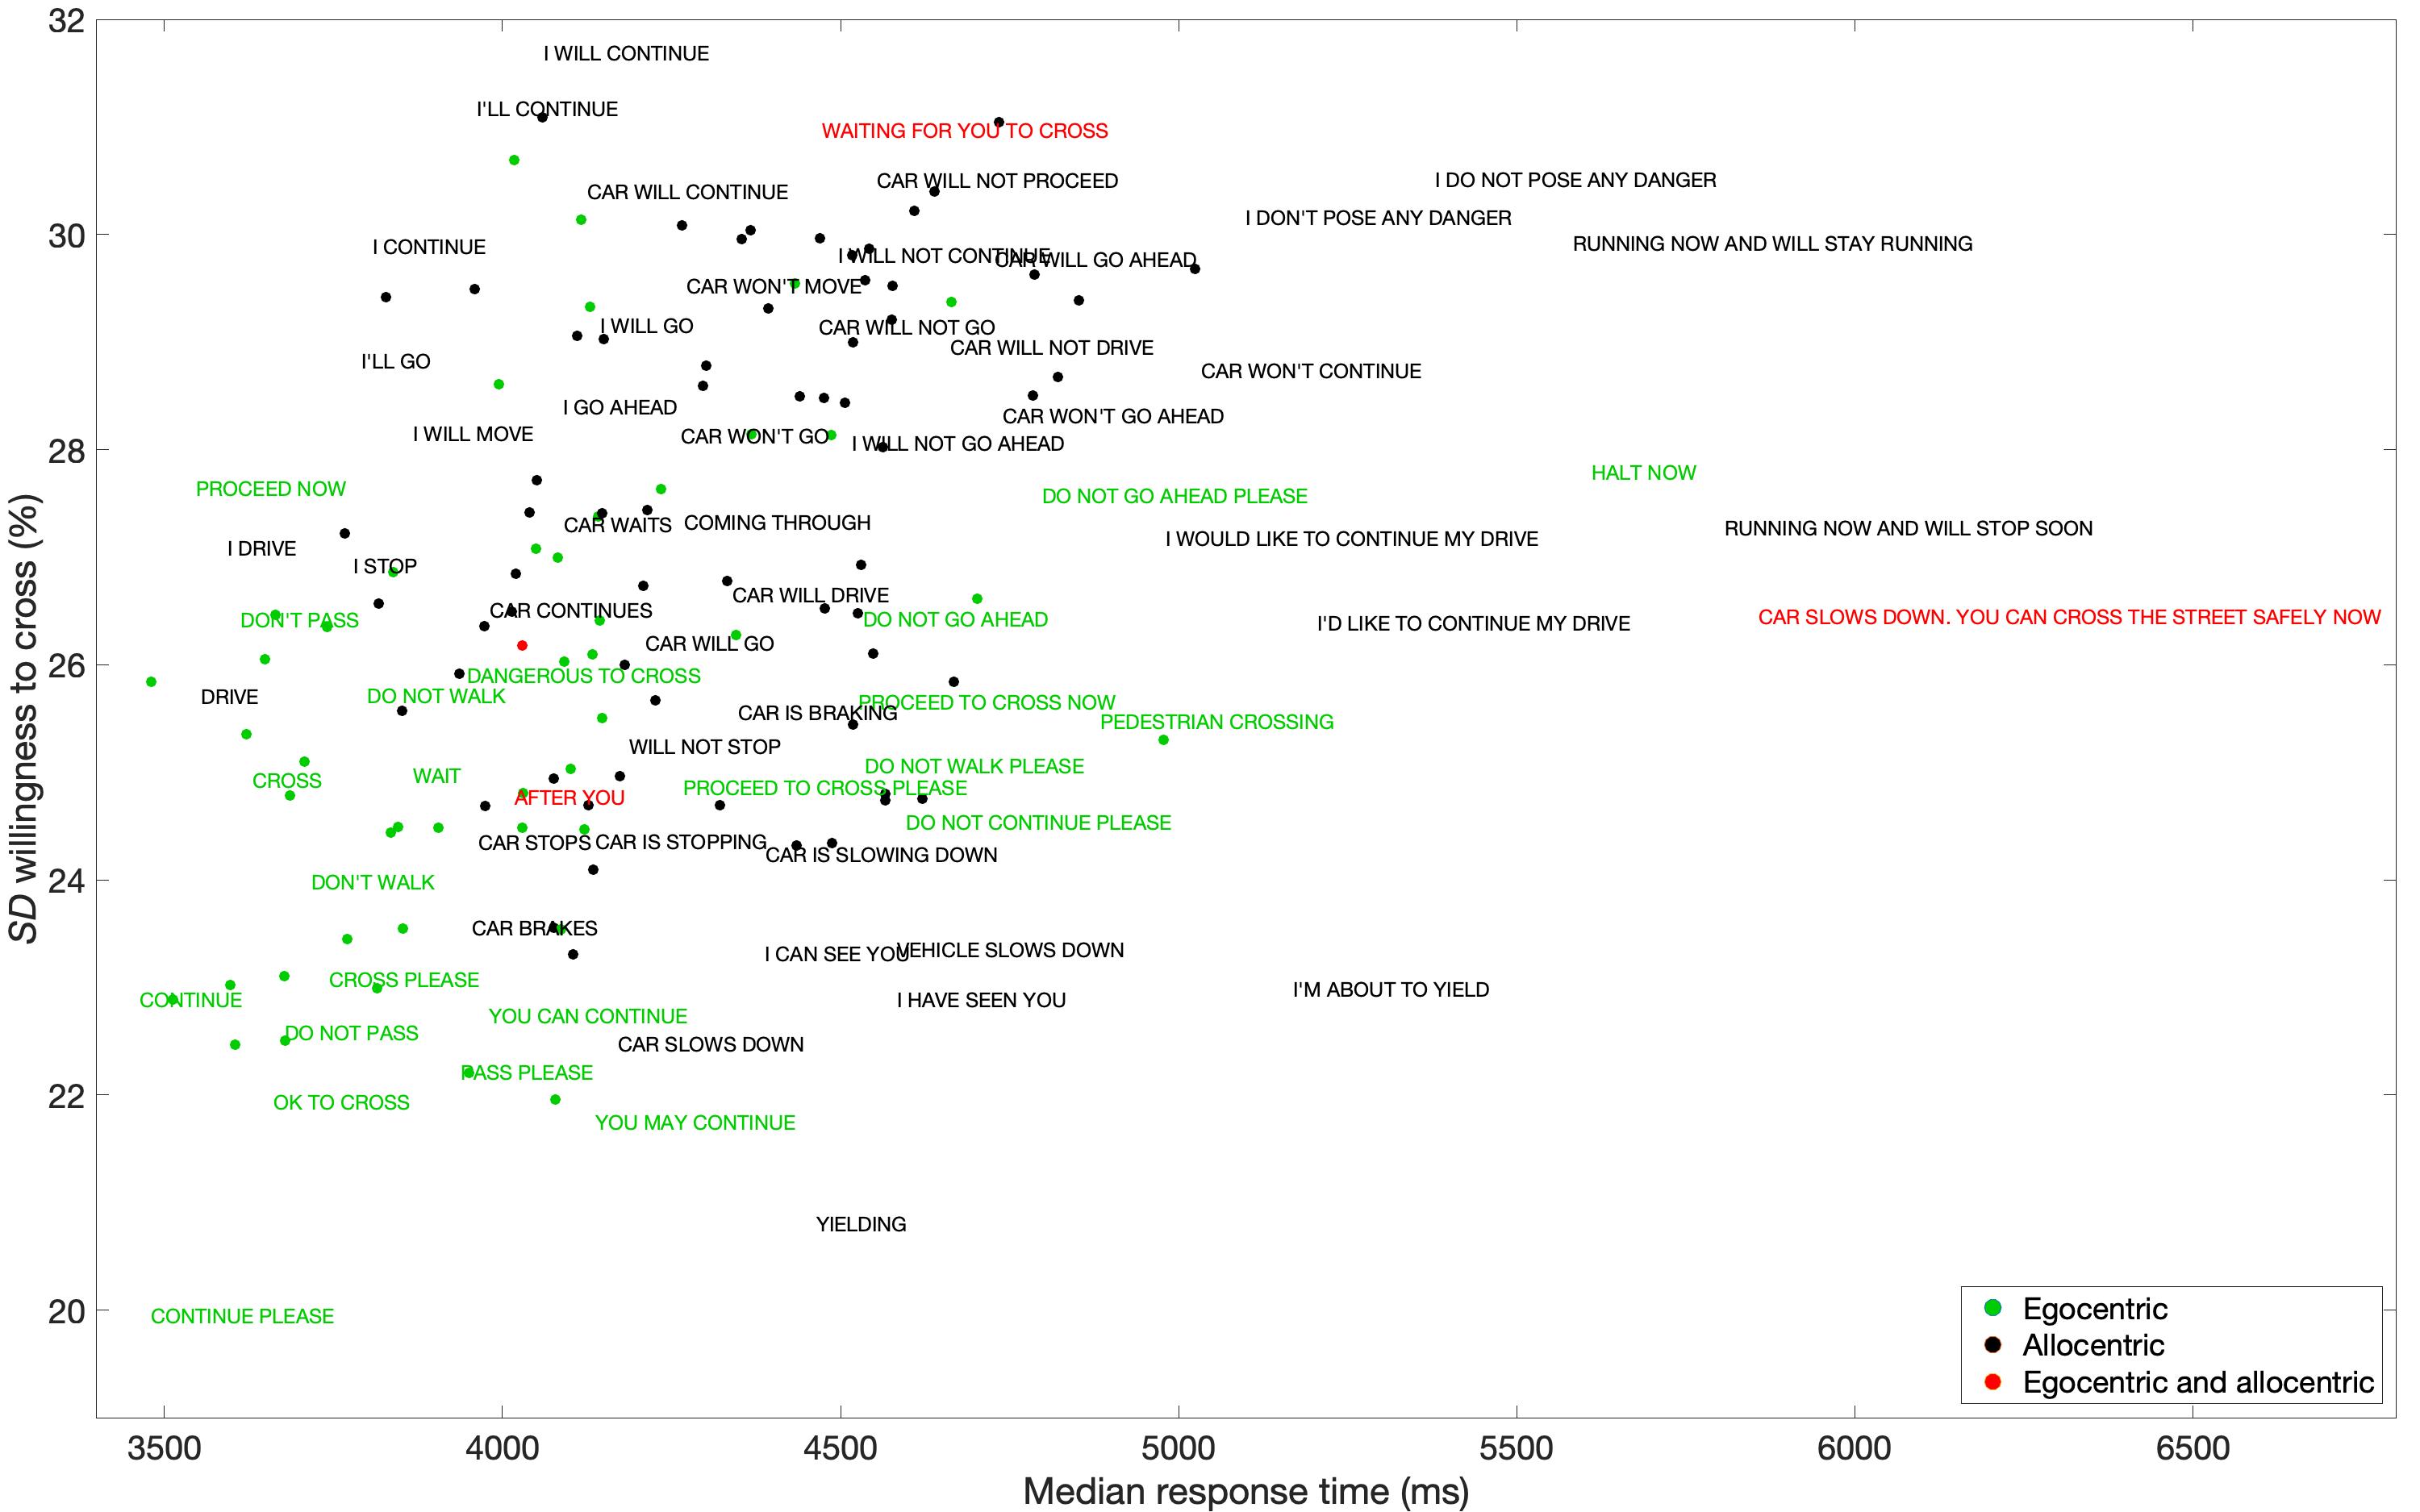 32
I WILL CONTINUE
I'LL CONTINUE
WAITING FOR YOU TO CROSS
CAR WILL NOT PROCEED
I DO NOT POSE ANY DANGER
CAR WILL CONTINUE
I DON'T POSE ANY DANGER
30
RUNNING NOW AND WILL STAY RUNNING
I CONTINUE
I WILL NOT CONTINUE
CAR WILL GO AHEAD
CAR WON'T MOVE
I WILL GO
CAR WILL NOT GO
CAR WILL NOT DRIVE
I'LL GO
CAR WON'T CONTINUE
I GO AHEAD
CAR WON'T GO AHEAD
I WILL MOVE
CAR WON'T GO
I WILL NOT GO AHEAD
28
HALT NOW
PROCEED NOW
DO NOT GO AHEAD PLEASE
CAR WAITS
COMING THROUGH
RUNNING NOW AND WILL STOP SOON
I WOULD LIKE TO CONTINUE MY DRIVE
I DRIVE
I STOP
CAR WILL DRIVE
CAR CONTINUES
DON'T PASS
DO NOT GO AHEAD
I'D LIKE TO CONTINUE MY DRIVE
CAR SLOWS DOWN. YOU CAN CROSS THE STREET SAFELY NOW
CAR WILL GO
26
DANGEROUS TO CROSS
DRIVE
DO NOT WALK
PROCEED TO CROSS NOW
CAR IS BRAKING
PEDESTRIAN CROSSING
WILL NOT STOP
DO NOT WALK PLEASE
CROSS
WAIT
PROCEED TO CROSS PLEASE
AFTER YOU
DO NOT CONTINUE PLEASE
CAR STOPS
CAR IS STOPPING
CAR IS SLOWING DOWN
24
DON'T WALK
CAR BRAKES
I CAN SEE YOU
VEHICLE SLOWS DOWN
CROSS PLEASE
I'M ABOUT TO YIELD
CONTINUE
I HAVE SEEN YOU
YOU CAN CONTINUE
DO NOT PASS
CAR SLOWS DOWN
PASS PLEASE
22
OK TO CROSS
YOU MAY CONTINUE
YIELDING
20
CONTINUE PLEASE
Egocentric
Allocentric
Egocentric and allocentric
3500
4000
4500
5000
5500
6000
6500
Median response time (ms)
SD willingness to cross (%)